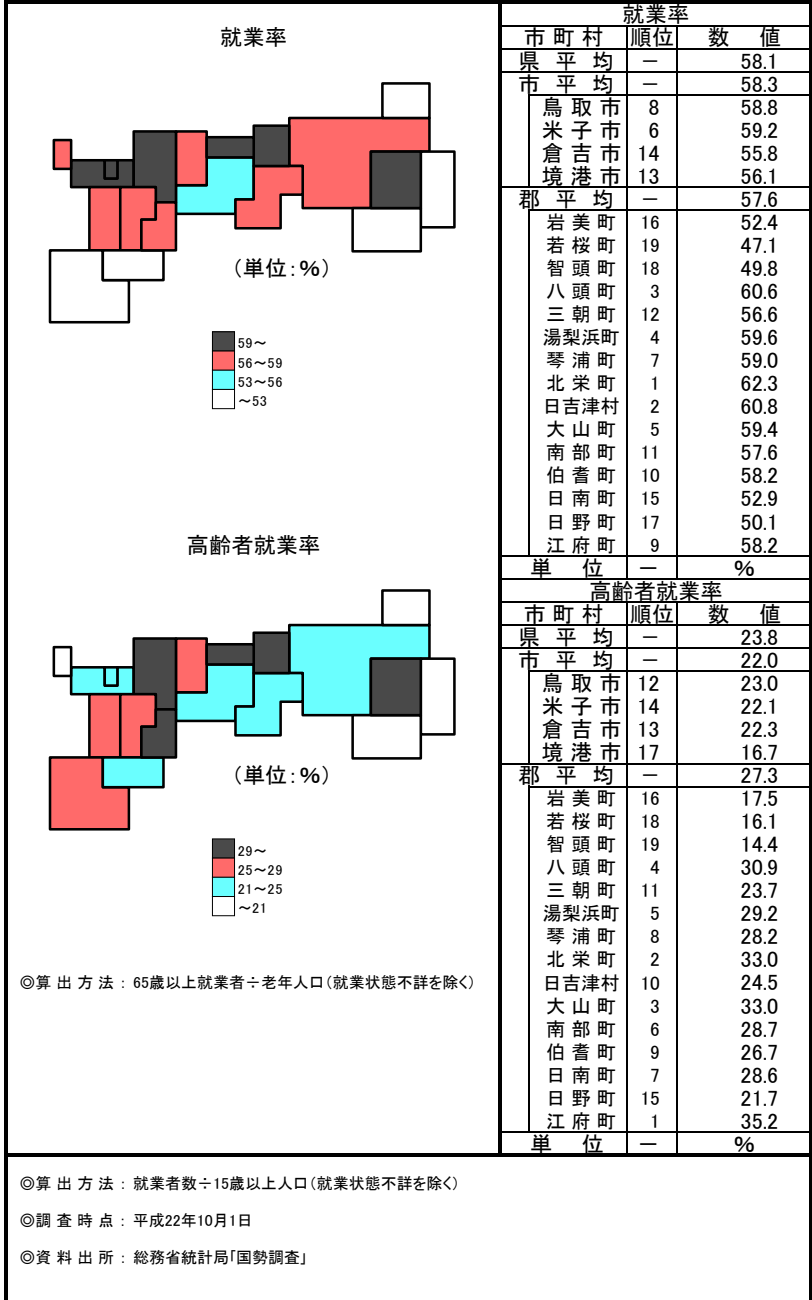 就業率
(単位:%)
59～
56～59
53～56
～53
高齢者就業率
(単位:%)
29～
25～29
21～25
～21
◎算出方法：65歳以上就業者÷老年人口(就業状態不詳を除く)
就業率
市町村 順位 数値
県平均 － 58.1
市平均 － 58.3
鳥取市 8 58.8
米子市 6 59.2
倉吉市 14 55.8
境港市 13 56.1
郡平均 － 57.6
岩美町 16 52.4
若桜町 19 47.1
智頭町 18 49.8
八頭町 3 60.6
三朝町 12 56.6
湯梨浜町 4 59.6
琴浦町 7 59.0
北栄町 1 62.3
日吉津村 2 60.8
大山町 5 59.4
南部町 11 57.6
伯耆町 10 58.2
日南町 15 52.9
日野町 17 50.1
江府町 9 58.2
単位 － %
高齢者就業率
市町村 順位 数値
県平均 － 23.8
市平均 － 22.0
鳥取市 12 23.0
米子市 14 22.1
倉吉市 13 22.3
境港市 17 16.7
郡平均 － 27.3
岩美町 16 17.5
若桜町 18 16.1
智頭町 19 14.4
八頭町 4 30.9
三朝町 11 23.7
湯梨浜町 5 29.2
琴浦町 8 28.2
北栄町 2 33.0
日吉津村 10 24.5
大山町 3 33.0
南部町 6 28.7
伯耆町 9 26.7
日南町 7 28.6
日野町 15 21.7
江府町 1 35.2
単位 － %
◎算出方法：就業者数÷15歳以上人口(就業状態不詳を除く)
◎調査時点：平成22年10月1日
◎資料出所：総務省統計局「国勢調査」